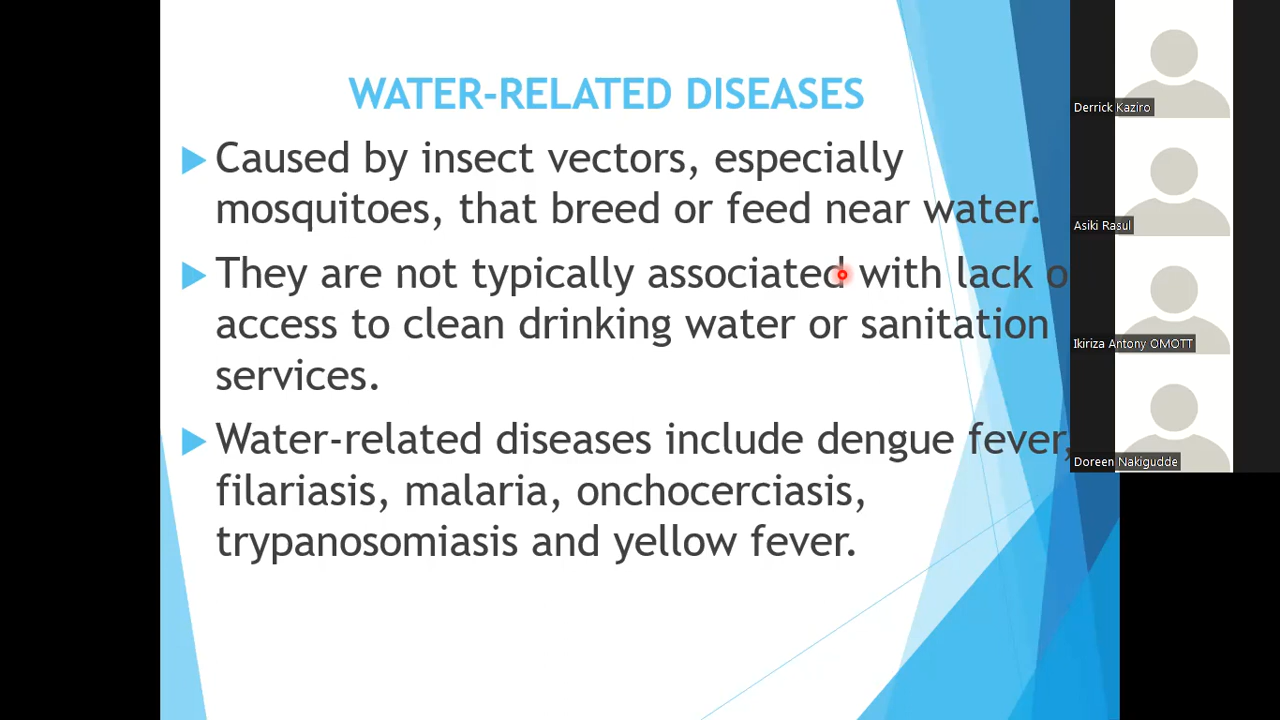 WATER-RELATED DISEASES
Caused by insect vectors, especially
mosquitoes, that breed or feed near water.
They are not typically associated with lack o
access to clean drinking water or sanitation
services.
Water-related diseases include dengue fever,
filariasis, malaria, onchocerciasis,
trypanosomiasis and yellow fever.
Derrick Kaziro
Asiki Rasul
Ikiriza Antony OMOTT
Doreen Nakigudde